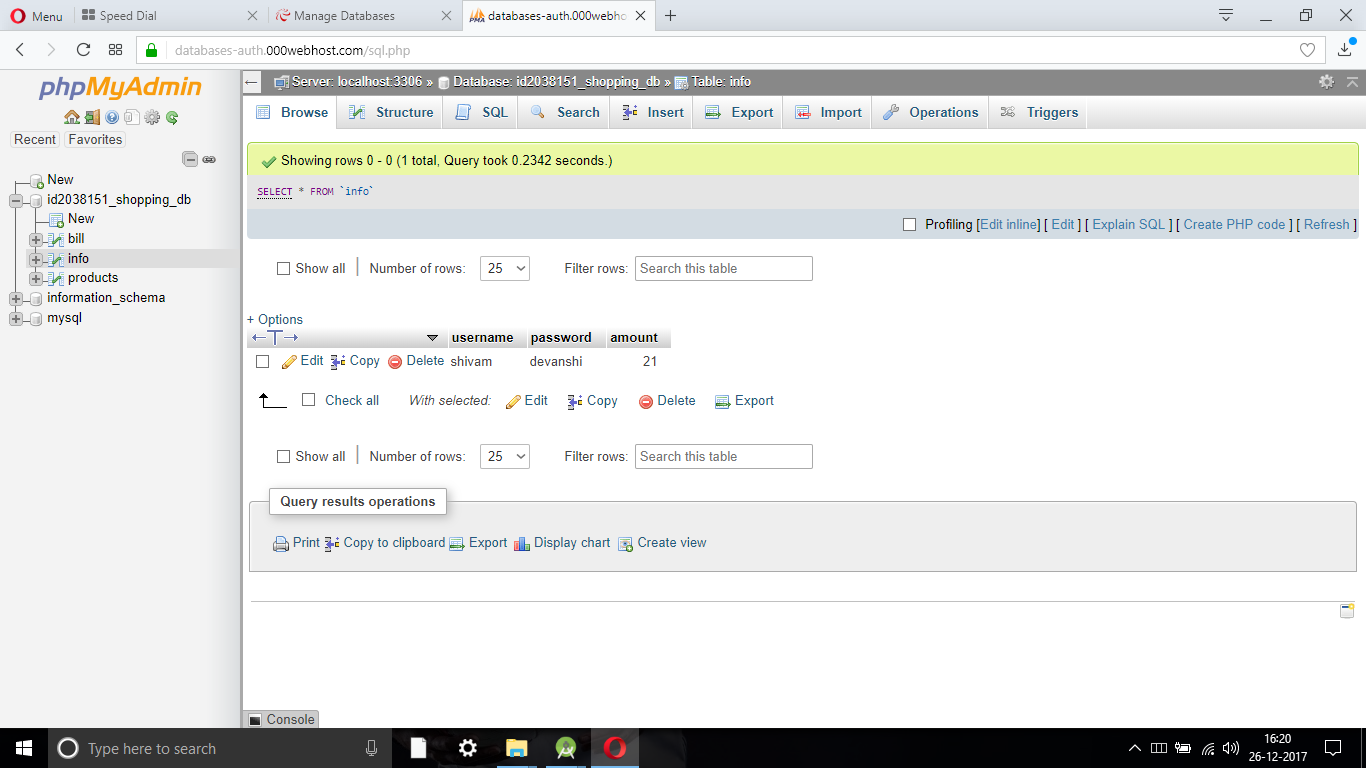 Menu Speed Dial Manage Databases databases-auth.000webho
databases-auth.000webhost.com/sql.php
phpMyAdmin
Recent Favorites
New
id2038151_shopping_db
New
bill
info
products
information_schema
mysql
Server: localhost:3306 » Database: id2038151_shopping_db » Table: info
Browse Structure SQL Search Insert Export Import Operations Triggers
Showing rows 0 - 0 (1 total, Query took 0.2342 seconds.)
SELECT * FROM `info`
Profiling [Edit inline] [ Edit ] [ Explain SQL ] [ Create PHP code ] [ Refresh ]
Show all Number of rows: 25 Filter rows: Search this table
+ Options
←T→ username password amount
Edit Copy Delete shivam devanshi 21
Check all With selected: Edit Copy Delete Export
Show all Number of rows: 25 Filter rows: Search this table
Query results operations
Print Copy to clipboard Export Display chart Create view
Console
Type here to search
16:20
26-12-2017